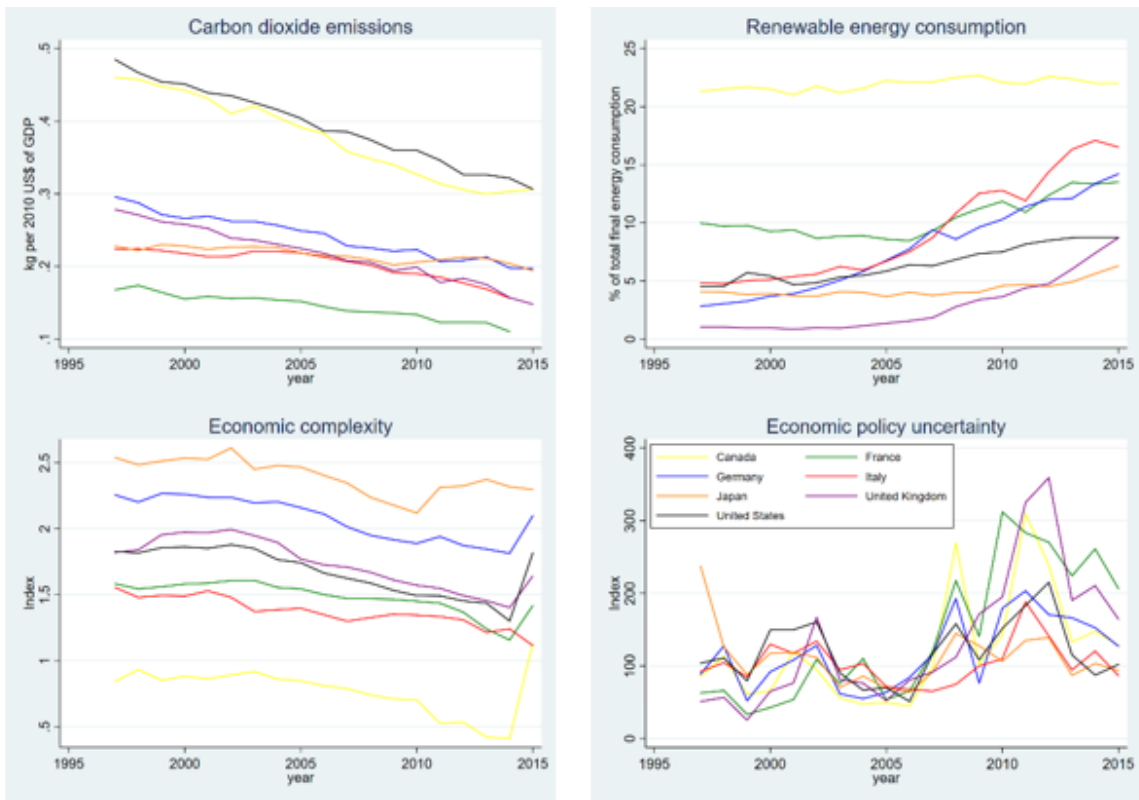 Carbon dioxide emissions
kg per 2010 US$ of GDP
.5
.4
.3
.2
.1
1995
2000
2005
2010
2015
year
Renewable energy consumption
% of total final energy consumption
25
20
15
10
5
0
1995
2000
2005
2010
2015
year
Economic complexity
Index
2.5
2
1.5
1
.5
1995
2000
2005
2010
2015
year
Economic policy uncertainty
Index
400
300
200
100
0
Canada
France
Germany
Italy
Japan
United Kingdom
United States
1995
2000
2005
2010
2015
year